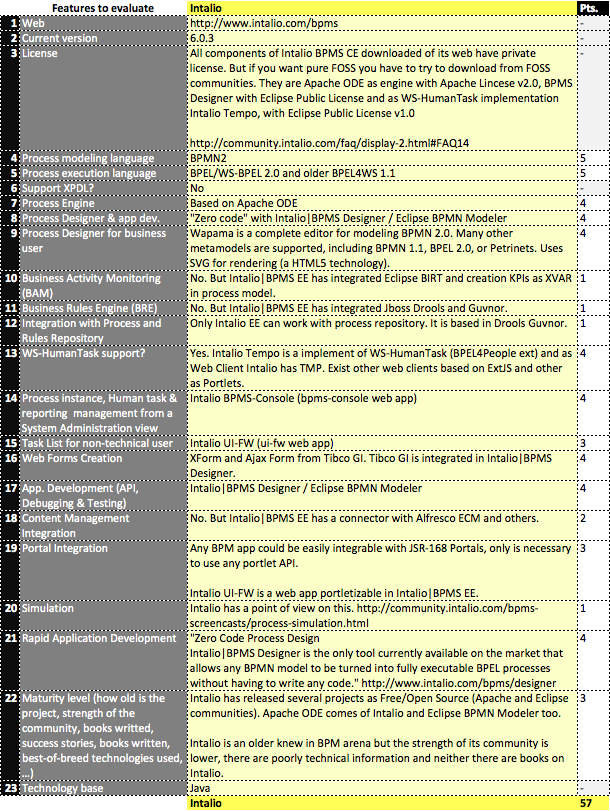 Features to evaluate Intalio Pts.
1 Web http://www.intalio.com/bpms -
2 Current version 6.0.3 -
3 License All components of Intalio BPMS CE downloaded of its web have private -
license. But if you want pure FOSS you have to try to download from FOSS
communities. They are Apache ODE as engine with Apache Lincese v2.0, BPMS
Designer with Eclipse Public License and as WS-HumanTask implementation
Intalio Tempo, with Eclipse Public License v1.0
http://community.intalio.com/faq/display-2.html#FAQ14
4 Process modeling language BPMN2 5
5 Process execution language BPEL/WS-BPEL 2.0 and older BPEL4WS 1.1 5
6 Support XPDL? No -
7 Process Engine Based on Apache ODE 4
8 Process Designer & app dev. "Zero code" with Intalio|BPMS Designer / Eclipse BPMN Modeler 4
9 Process Designer for business Wapama is a complete editor for modeling BPMN 2.0. Many other 4
user metamodels are supported, including BPMN 1.1, BPEL 2.0, or Petrinets. Uses
SVG for rendering (a HTML5 technology).
10 Business Activity Monitoring No. But Intalio|BPMS EE has integrated Eclipse BIRT and creation KPIs as XVAR 1
(BAM) in process model.
11 Business Rules Engine (BRE) No. But Intalio|BPMS EE has integrated Jboss Drools and Guvnor. 1
12 Integration with Process and Only Intalio EE can work with process repository. It is based in Drools Guvnor. 1
Rules Repository
13 WS-HumanTask support? Yes. Intalio Tempo is a implement of WS-HumanTask (BPEL4People ext) and as 4
Web Client Intalio has TMP. Exist other web clients based on ExtJS and other
as Portlets.
14 Process instance, Human task & Intalio BPMS-Console (bpms-console web app) 4
reporting management from a
System Administration view
15 Task List for non-technical user Intalio UI-FW (ui-fw web app) 3
16 Web Forms Creation XForm and Ajax Form from Tibco GI. Tibco GI is integrated in Intalio|BPMS 4
Designer.
17 App. Development (API, Intalio|BPMS Designer / Eclipse BPMN Modeler 4
Debugging & Testing)
18 Content Management No. But Intalio|BPMS EE has a connector with Alfresco ECM and others. 2
Integration
19 Portal Integration Any BPM app could be easily integrable with JSR-168 Portals, only is necessary 3
to use any portlet API.
Intalio UI-FW is a web app portletizable in Intalio|BPMS EE.
20 Simulation Intalio has a point of view on this. http://community.intalio.com/bpms- 1
screencasts/process-simulation.html
21 Rapid Application Development "Zero Code Process Design 4
Intalio|BPMS Designer is the only tool currently available on the market that
allows any BPMN model to be turned into fully executable BPEL processes
without having to write any code." http://www.intalio.com/bpms/designer
22 Maturity level (how old is the Intalio has released several projects as Free/Open Source (Apache and Eclipse 3
project, strength of the communities). Apache ODE comes of Intalio and Eclipse BPMN Modeler too.
community, books writted,
success stories, books written, Intalio is an older knew in BPM arena but the strength of its community is
best-of-breed technologies used, lower, there are poorly technical information and neither there are books on
...) Intalio.
23 Technology base Java -
Intalio 57